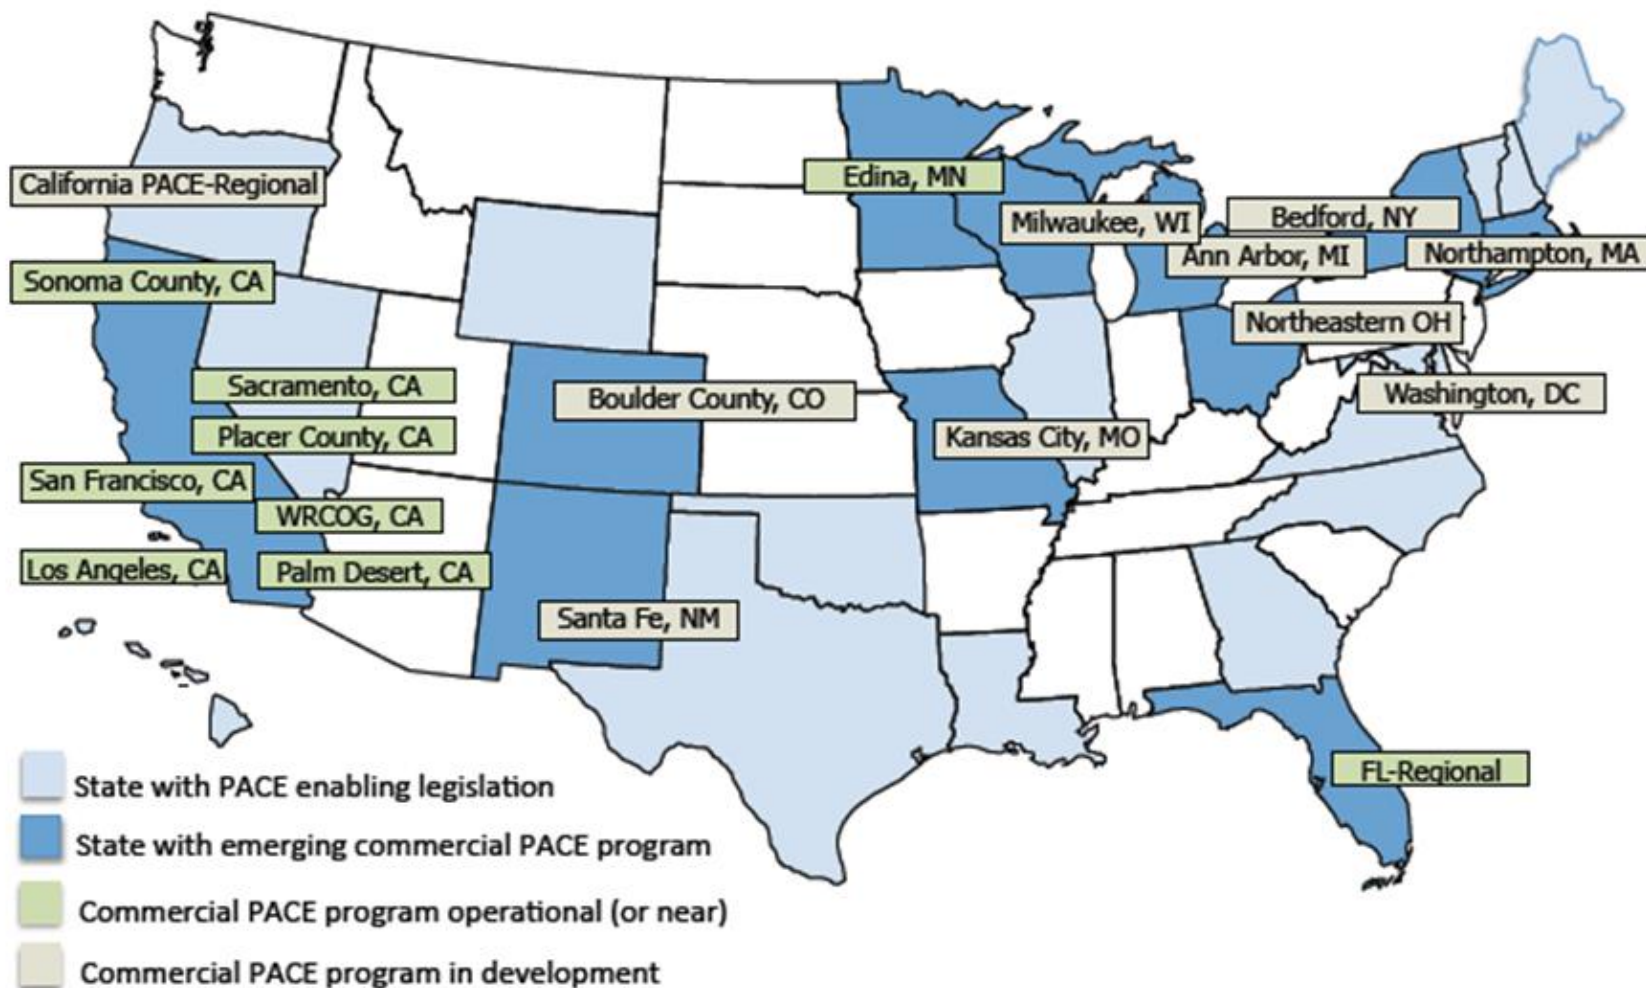 California PACE-Regional
Edina, MN
Milwaukee, WI
Bedford, NY
Ann Arbor, MI
Northampton, MA
Sonoma County, CA
Northeastern OH
Sacramento, CA
Boulder County, CO
Washington, DC
Placer County, CA
Kansas City, MO
San Francisco, CA
WRCOG, CA
Los Angeles, CA
Palm Desert, CA
Santa Fe, NM
FL-Regional
State with PACE enabling legislation
State with emerging commercial PACE program
Commercial PACE program operational (or near)
Commercial PACE program in development